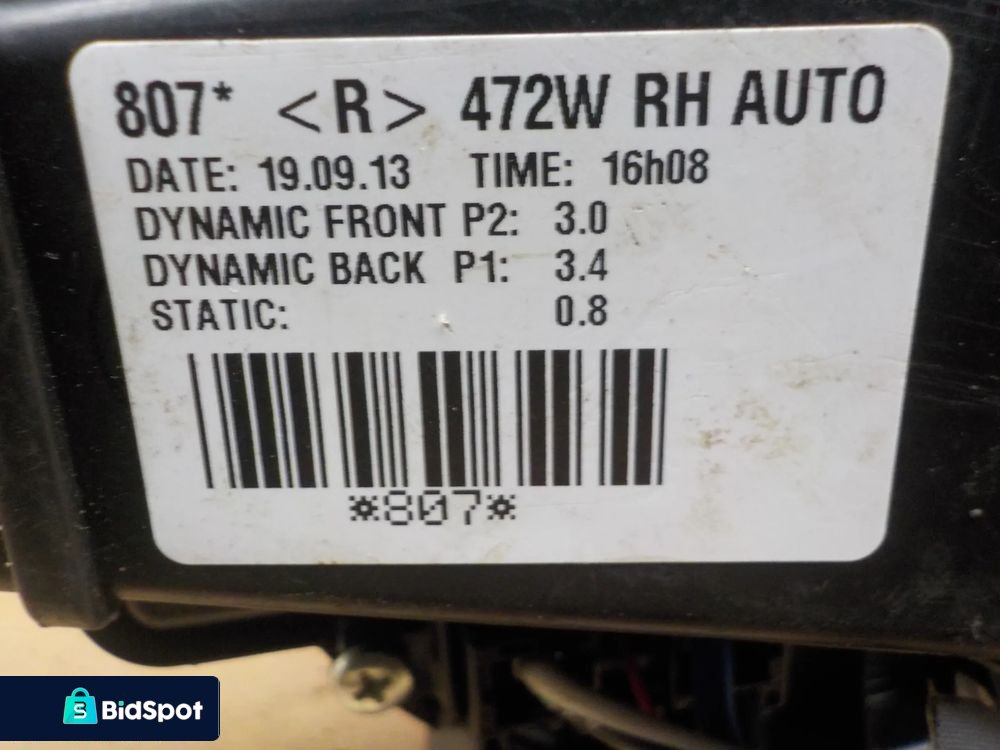 807* <R> 472W RH AUTO
DATE: 19.09.13 TIME: 16h08
DYNAMIC FRONT P2: 3.0
DYNAMIC BACK P1: 3.4
STATIC: 0.8
*807*
BidSpot